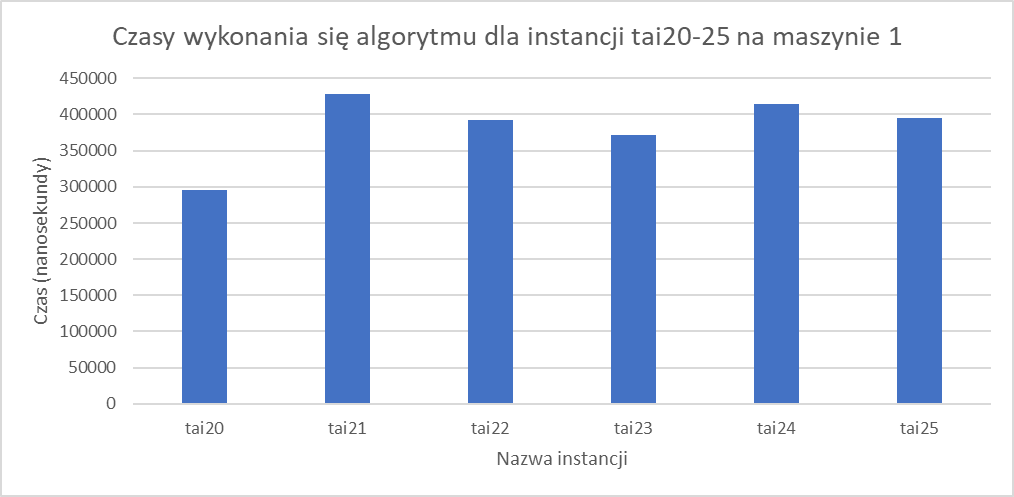 Czasy wykonania się algorytmu dla instancji tai20-25 na maszynie 1
Czas (nanosekundy)
450000
400000
350000
300000
250000
200000
150000
100000
50000
0
tai20 tai21 tai22 tai23 tai24 tai25
Nazwa instancji